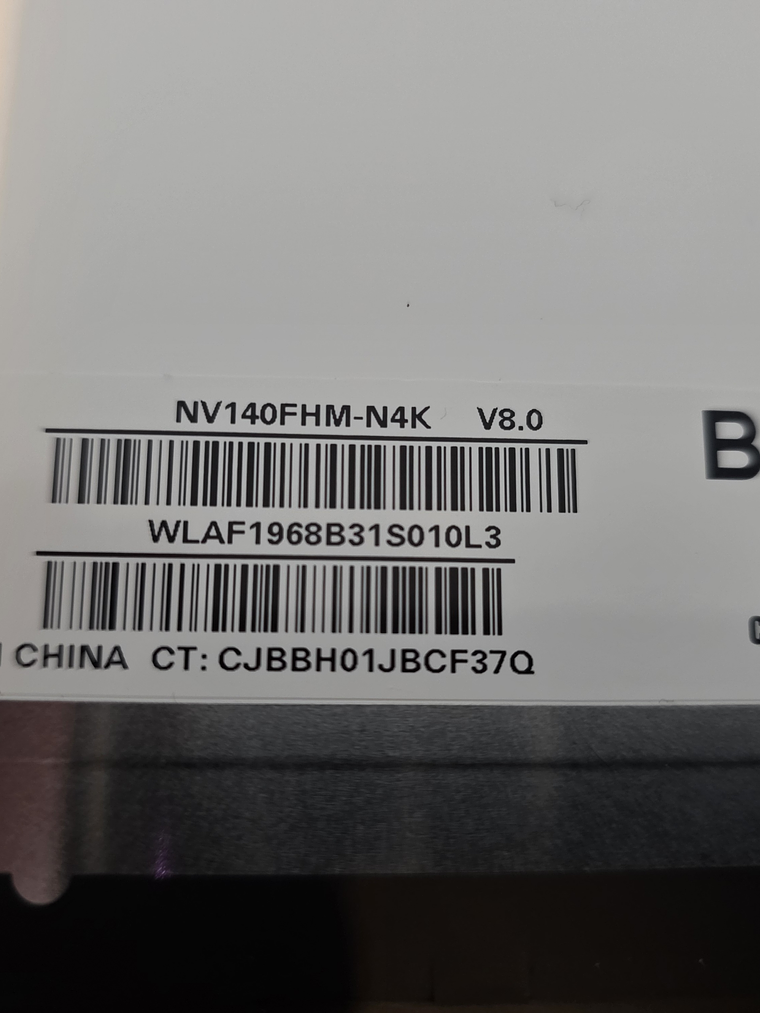 NV140FHM-N4K V8.0
B
WLAF1968B31S010L3
CHINA CT: CJBBH01JBCF37Q